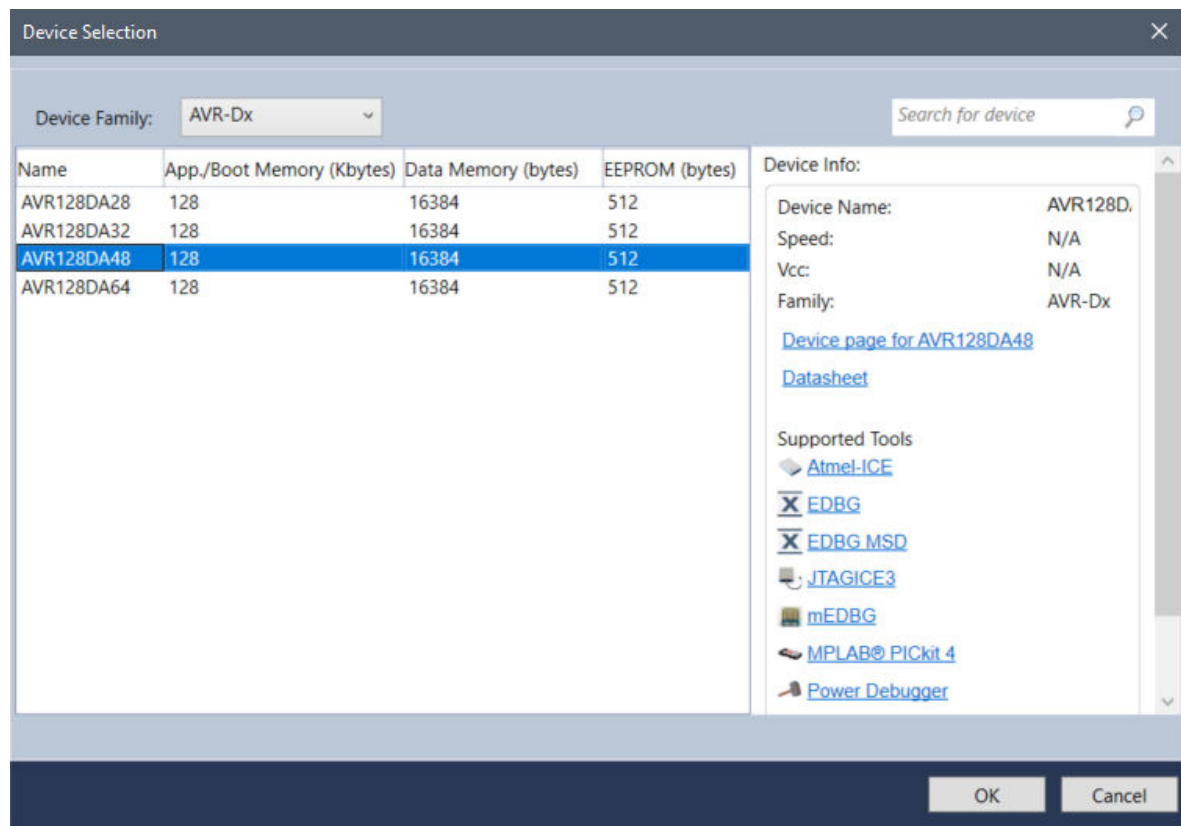 Device Selection
Device Family: AVR-Dx
Search for device
Name App./Boot Memory (Kbytes) Data Memory (bytes) EEPROM (bytes)
AVR128DA28 128 16384 512
AVR128DA32 128 16384 512
AVR128DA48 128 16384 512
AVR128DA64 128 16384 512
Device Info:
Device Name: AVR128D
Speed: N/A
Vcc: N/A
Family: AVR-Dx
Device page for AVR128DA48
Datasheet
Supported Tools
Atmel-ICE
EDBG
EDBG MSD
JTAGICE3
mEDBG
MPLAB® PICkit 4
Power Debugger
OK Cancel